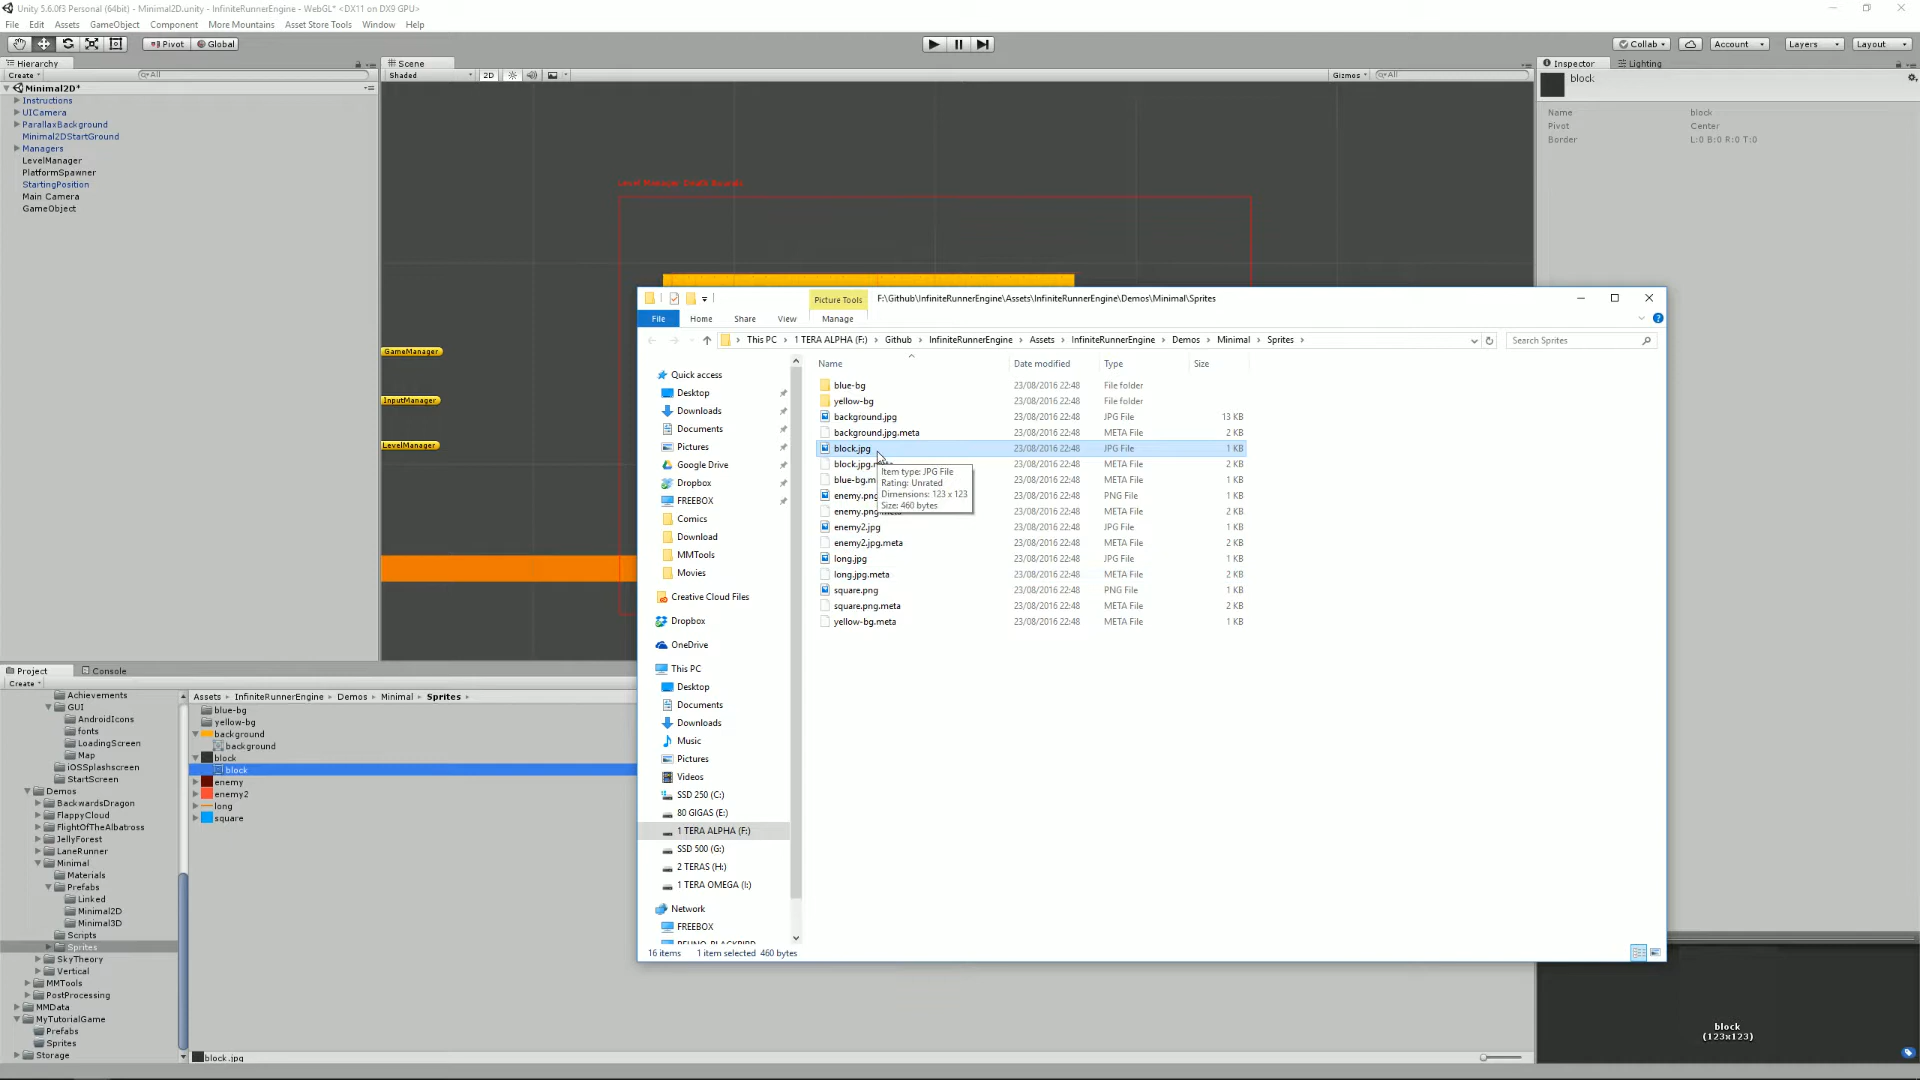 Unity 5.6.0f3 Personal (64bit) - Minimal2D.unity - InfiniteRunnerEngine - WebGL* <DX11 on DX9 GPU>
File Edit Assets GameObject Component More Mountains Asset Store Tools Window Help
Pivot Global Collab Account Layers Layout
Hierarchy
Create All
Minimal2D*
Instructions
UICamera
ParallaxBackground
Minimal2DStartGround
Managers
LevelManager
PlatformSpawner
StartingPosition
Main Camera
GameObject
Scene
Shaded 2D Gizmos All
Level Manager Death Bounds
GameManager
InputManager
LevelManager
Inspector Lighting
block
Name block
Pivot Center
Border L:0 B:0 R:0 T:0
Picture Tools F:\Github\InfiniteRunnerEngine\Assets\InfiniteRunnerEngine\Demos\Minimal\Sprites
File Home Share View Manage
This PC > 1 TERA ALPHA (F:) > Github > InfiniteRunnerEngine > Assets > InfiniteRunnerEngine > Demos > Minimal > Sprites > Search Sprites
Quick access
Desktop
Downloads
Documents
Pictures
Google Drive
Dropbox
FREEBOX
Comics
Download
MMTools
Movies
Creative Cloud Files
Dropbox
OneDrive
This PC
Desktop
Documents
Downloads
Music
Pictures
Videos
SSD 250 (C:)
80 GIGAS (E:)
1 TERA ALPHA (F:)
SSD 500 (G:)
2 TERAS (H:)
1 TERA OMEGA (I:)
Network
FREEBOX
Name Date modified Type Size
blue-bg 23/08/2016 22:48 File folder
yellow-bg 23/08/2016 22:48 File folder
background.jpg 23/08/2016 22:48 JPG File 13 KB
background.jpg.meta 23/08/2016 22:48 META File 2 KB
block.jpg 23/08/2016 22:48 JPG File 1 KB
block.jpg. 23/08/2016 22:48 META File 2 KB
blue-bg.m 23/08/2016 22:48 META File 1 KB
enemy.png 23/08/2016 22:48 PNG File 1 KB
enemy.png.meta 23/08/2016 22:48 META File 2 KB
enemy2.jpg 23/08/2016 22:48 JPG File 1 KB
enemy2.jpg.meta 23/08/2016 22:48 META File 2 KB
long.jpg 23/08/2016 22:48 JPG File 1 KB
long.jpg.meta 23/08/2016 22:48 META File 2 KB
square.png 23/08/2016 22:48 PNG File 1 KB
square.png.meta 23/08/2016 22:48 META File 2 KB
yellow-bg.meta 23/08/2016 22:48 META File 1 KB
Item type: JPG File
Rating: Unrated
Dimensions: 123 x 123
Size: 460 bytes
16 items 1 item selected 460 bytes
Project Console
Create
Achievements
GUI
AndroidIcons
fonts
LoadingScreen
Map
iOSSplashscreen
StartScreen
Demos
BackwardsDragon
FlappyCloud
FlightOfTheAlbatross
JellyForest
LaneRunner
Minimal
Materials
Prefabs
Linked
Minimal2D
Minimal3D
Scripts
Sprites
SkyTheory
Vertical
MMTools
PostProcessing
MMData
MyTutorialGame
Prefabs
Sprites
Storage
Assets > InfiniteRunnerEngine > Demos > Minimal > Sprites >
blue-bg
yellow-bg
background
background
block
block
enemy
enemy2
long
square
block.jpg
block
(123x123)